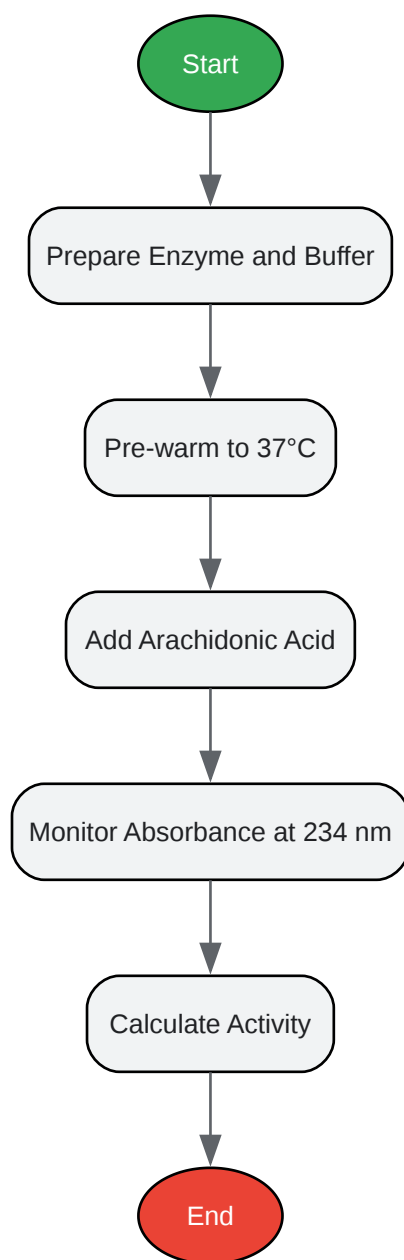 Start
Prepare Enzyme and Buffer
Pre-warm to 37°C
Add Arachidonic Acid
Monitor Absorbance at 234 nm
Calculate Activity
End